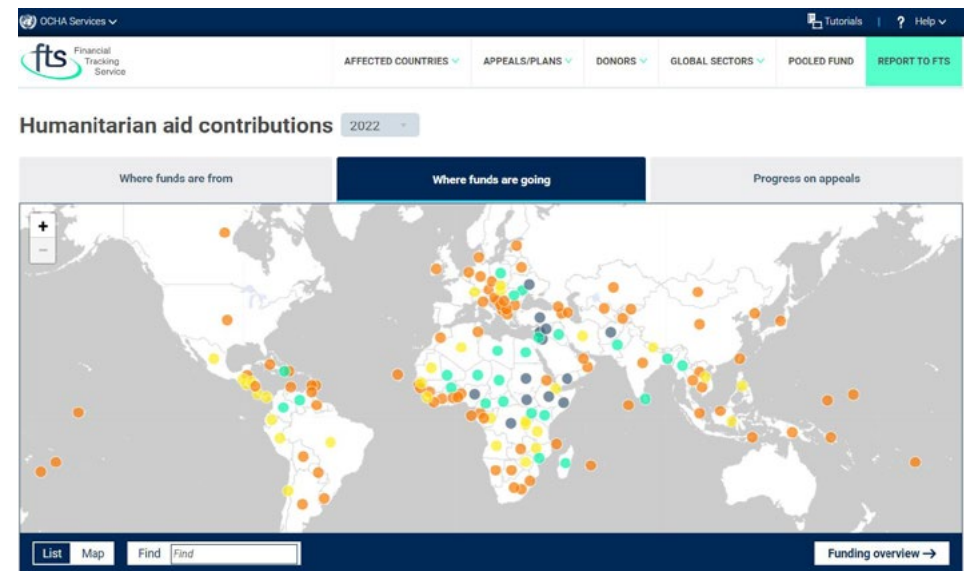 OCHA Services
Tutorials | ? Help
fts Financial
Tracking
Service
AFFECTED COUNTRIES
APPEALS/PLANS
DONORS
GLOBAL SECTORS
POOLED FUND
REPORT TO FTS
Humanitarian aid contributions 2022
Where funds are from
Where funds are going
Progress on appeals
+
−
List Map Find Find
Funding overview →